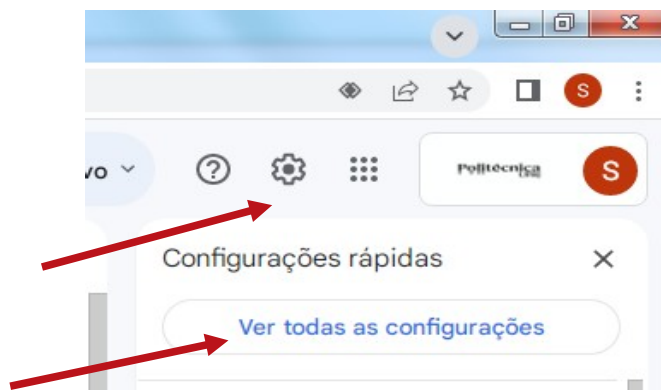 S
vo
Politécnica
S
Configurações rápidas
Ver todas as configurações